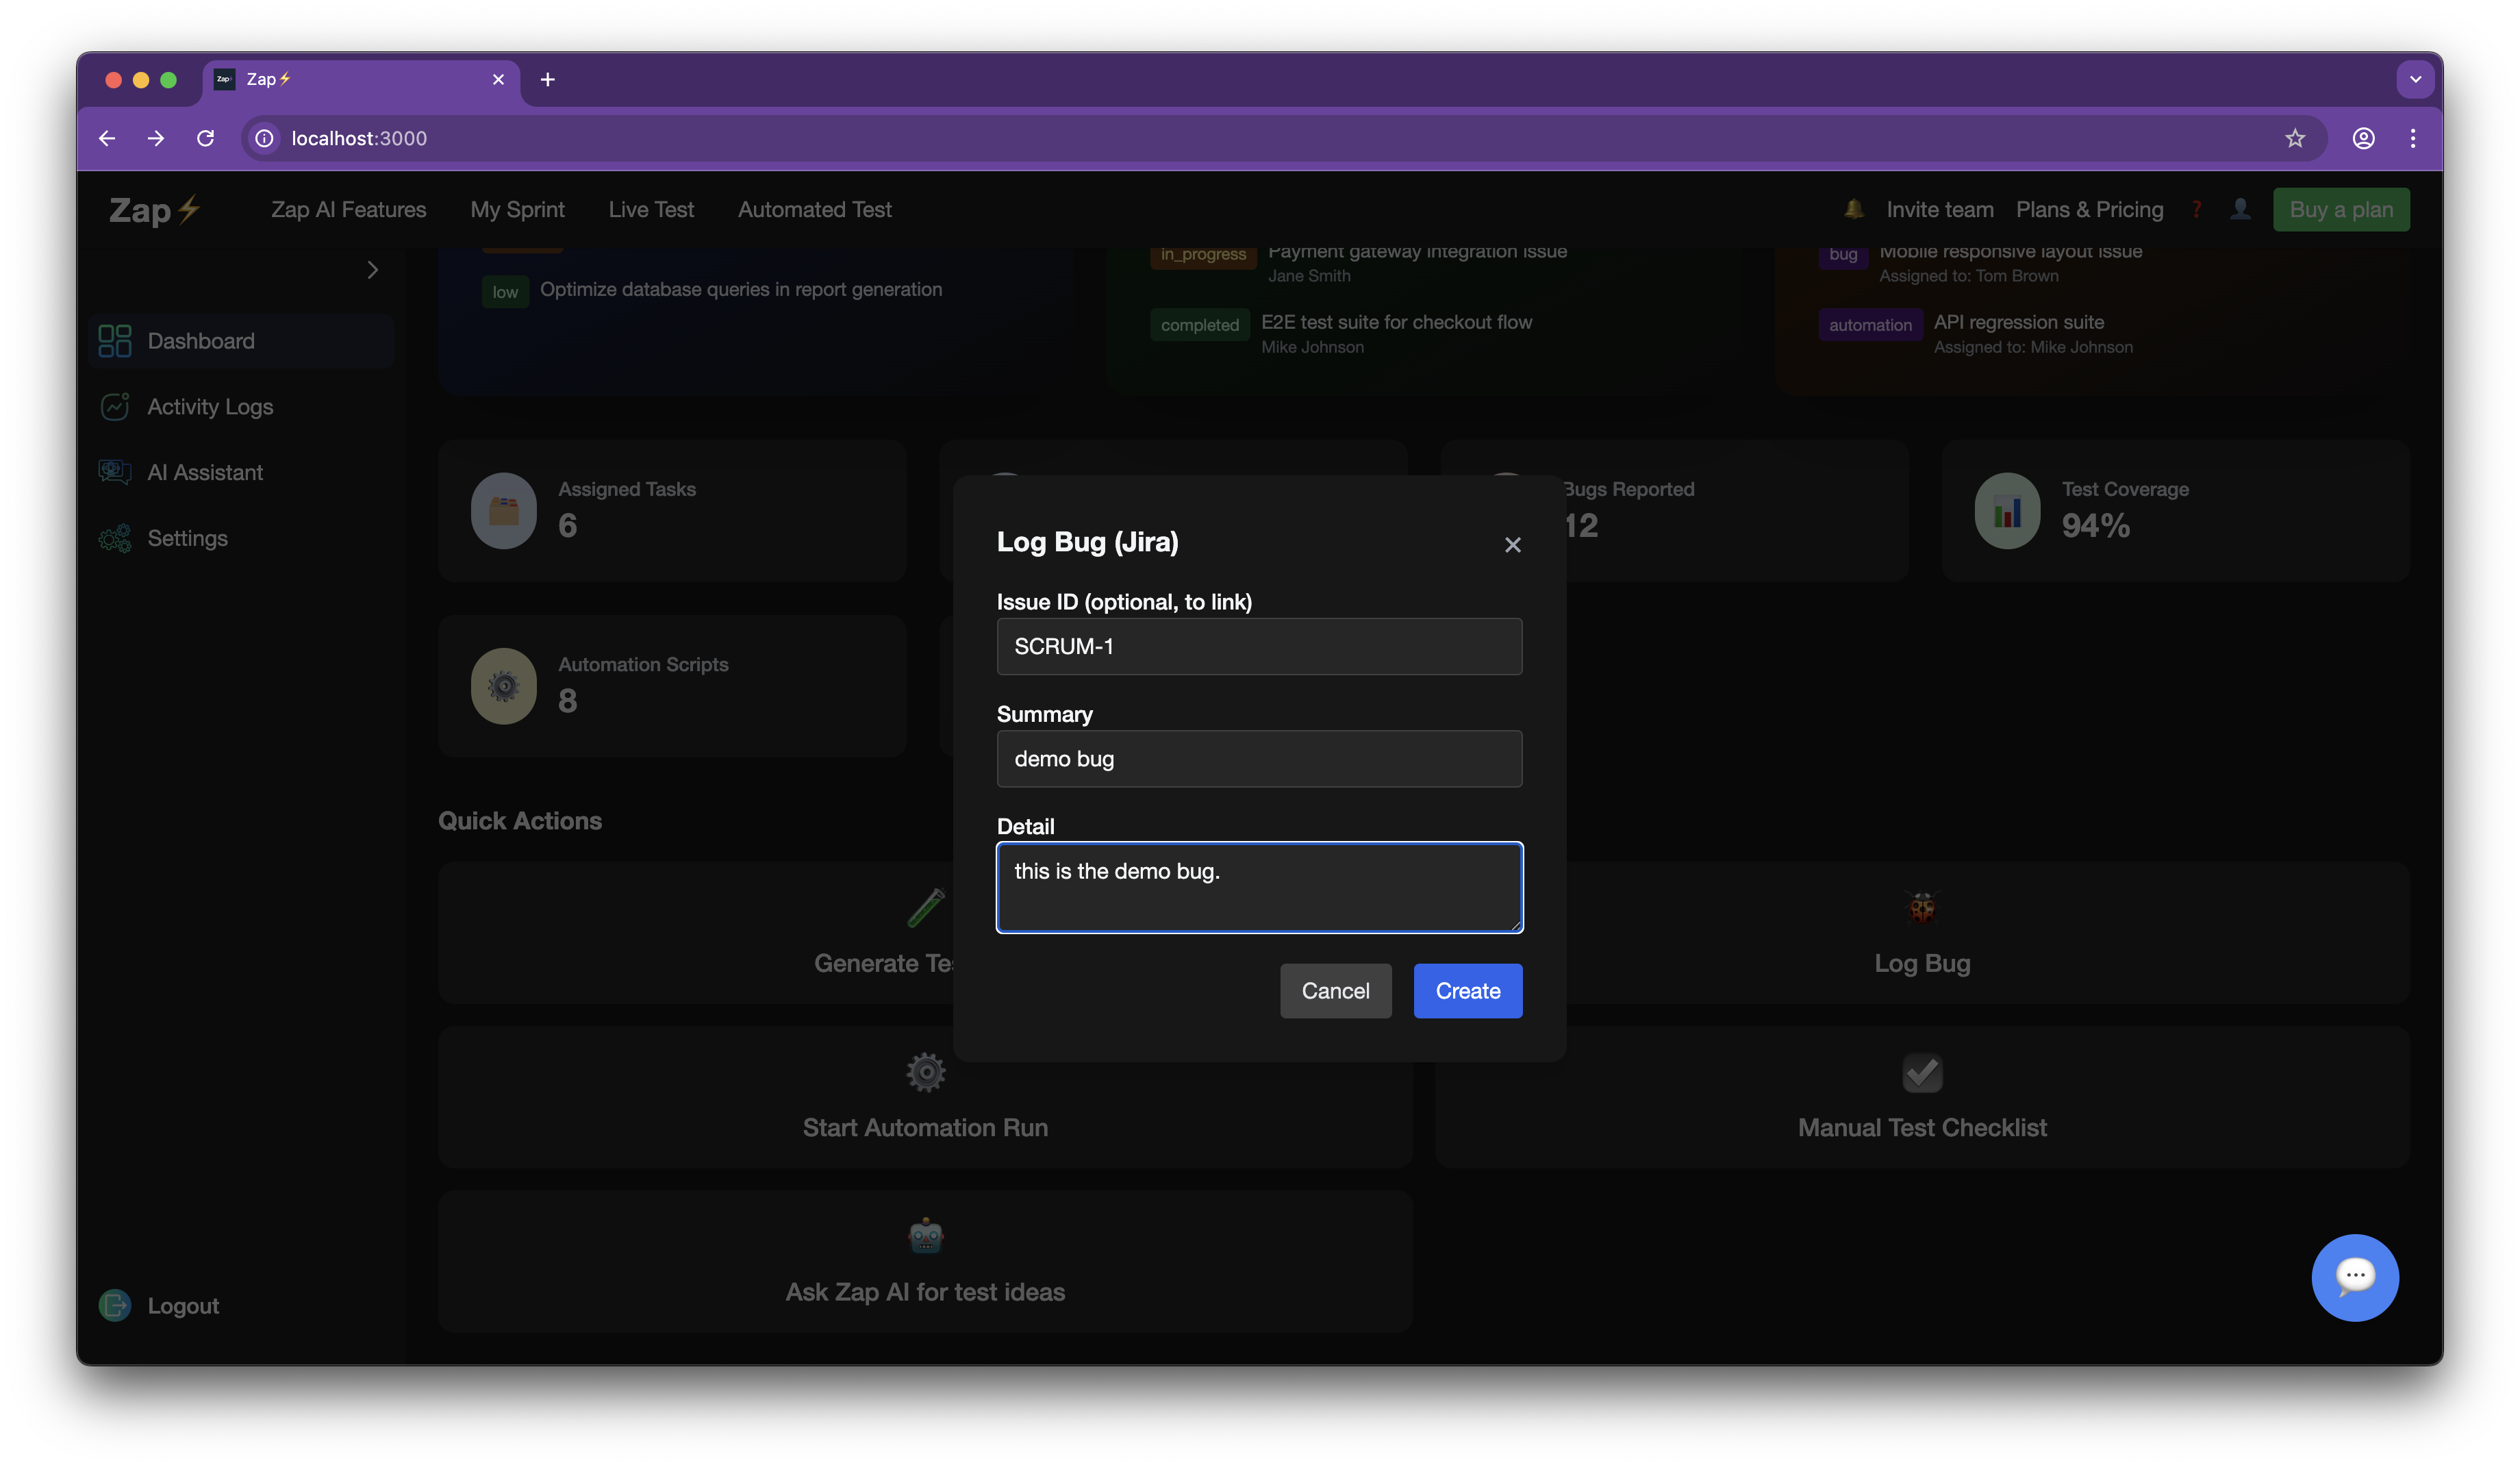 Zap⚡
localhost:3000
Zap⚡
Zap AI Features
My Sprint
Live Test
Automated Test
Invite team
Plans & Pricing
Buy a plan
Dashboard
Activity Logs
AI Assistant
Settings
Logout
low
Optimize database queries in report generation
in_progress
Payment gateway integration issue
Jane Smith
completed
E2E test suite for checkout flow
Mike Johnson
bug
Mobile responsive layout issue
Assigned to: Tom Brown
automation
API regression suite
Assigned to: Mike Johnson
Assigned Tasks
6
Bugs Reported
12
Test Coverage
94%
Automation Scripts
8
Log Bug (Jira)
Issue ID (optional, to link)
SCRUM-1
Summary
demo bug
Detail
this is the demo bug.
Cancel
Create
Quick Actions
Generate Te
Log Bug
Start Automation Run
Manual Test Checklist
Ask Zap AI for test ideas